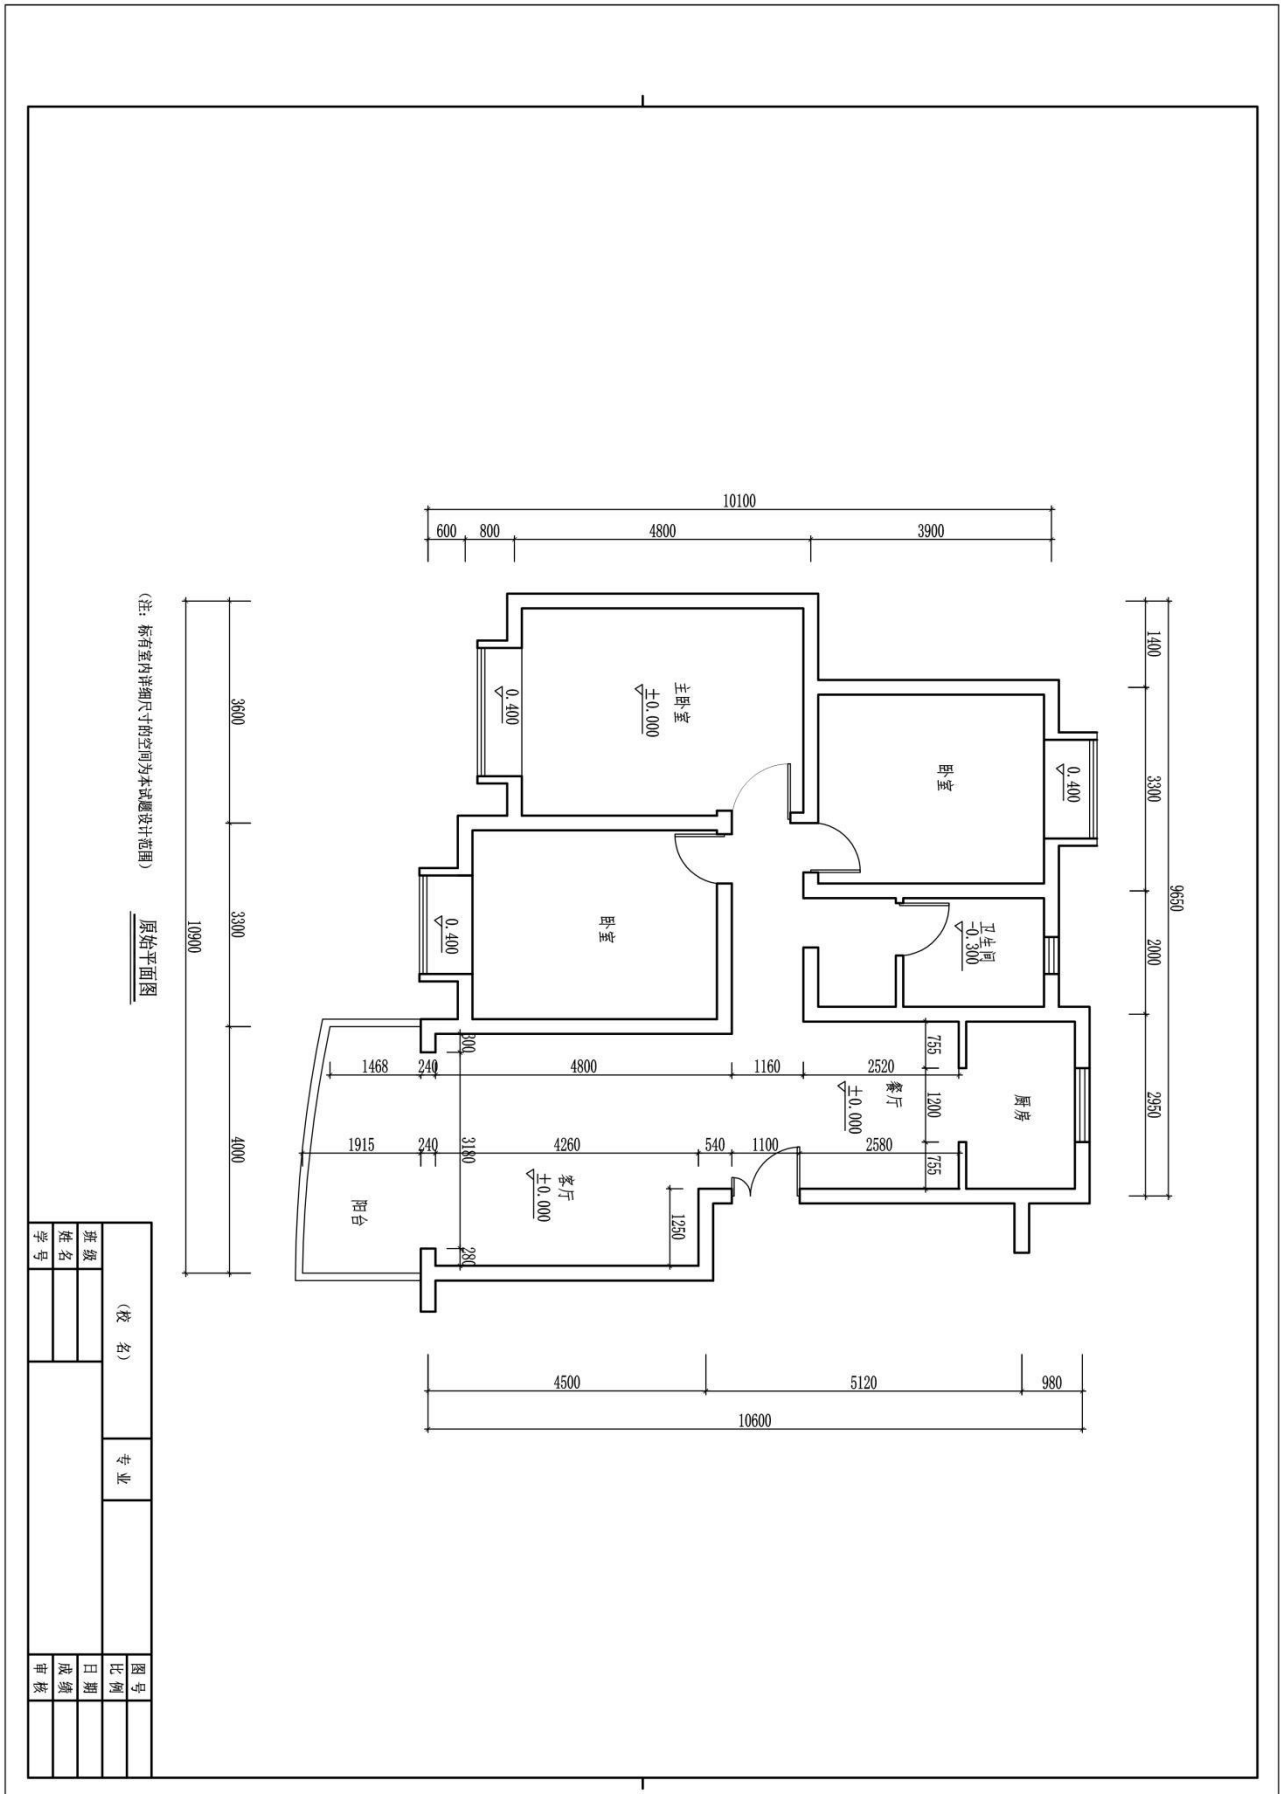 10100
600
800
4800
3900
1400
3300
2000
2950
9650
主卧室
±0.000
0.400
卧室
0.400
卧室
0.400
卫生间
-0.300
厨房
餐厅
±0.000
客厅
±0.000
阳台
755
1200
755
300
3180
280
1468
240
4800
1160
2520
1915
240
4260
540
1100
2580
1250
4500
5120
980
10600
3600
3300
4000
10900
原始平面图
(注: 标有室内详细尺寸的空间为本试题设计范围)
(校 名)
专 业
图号
比例
班级
日期
姓名
成绩
学号
审核